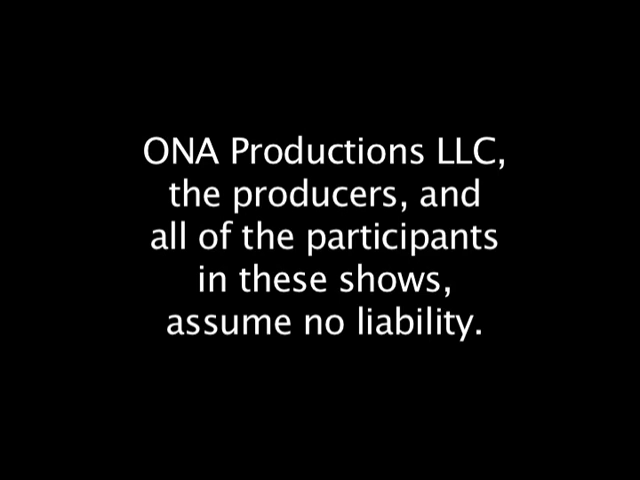 ONA Productions LLC,
the producers, and
all of the participants
in these shows,
assume no liability.